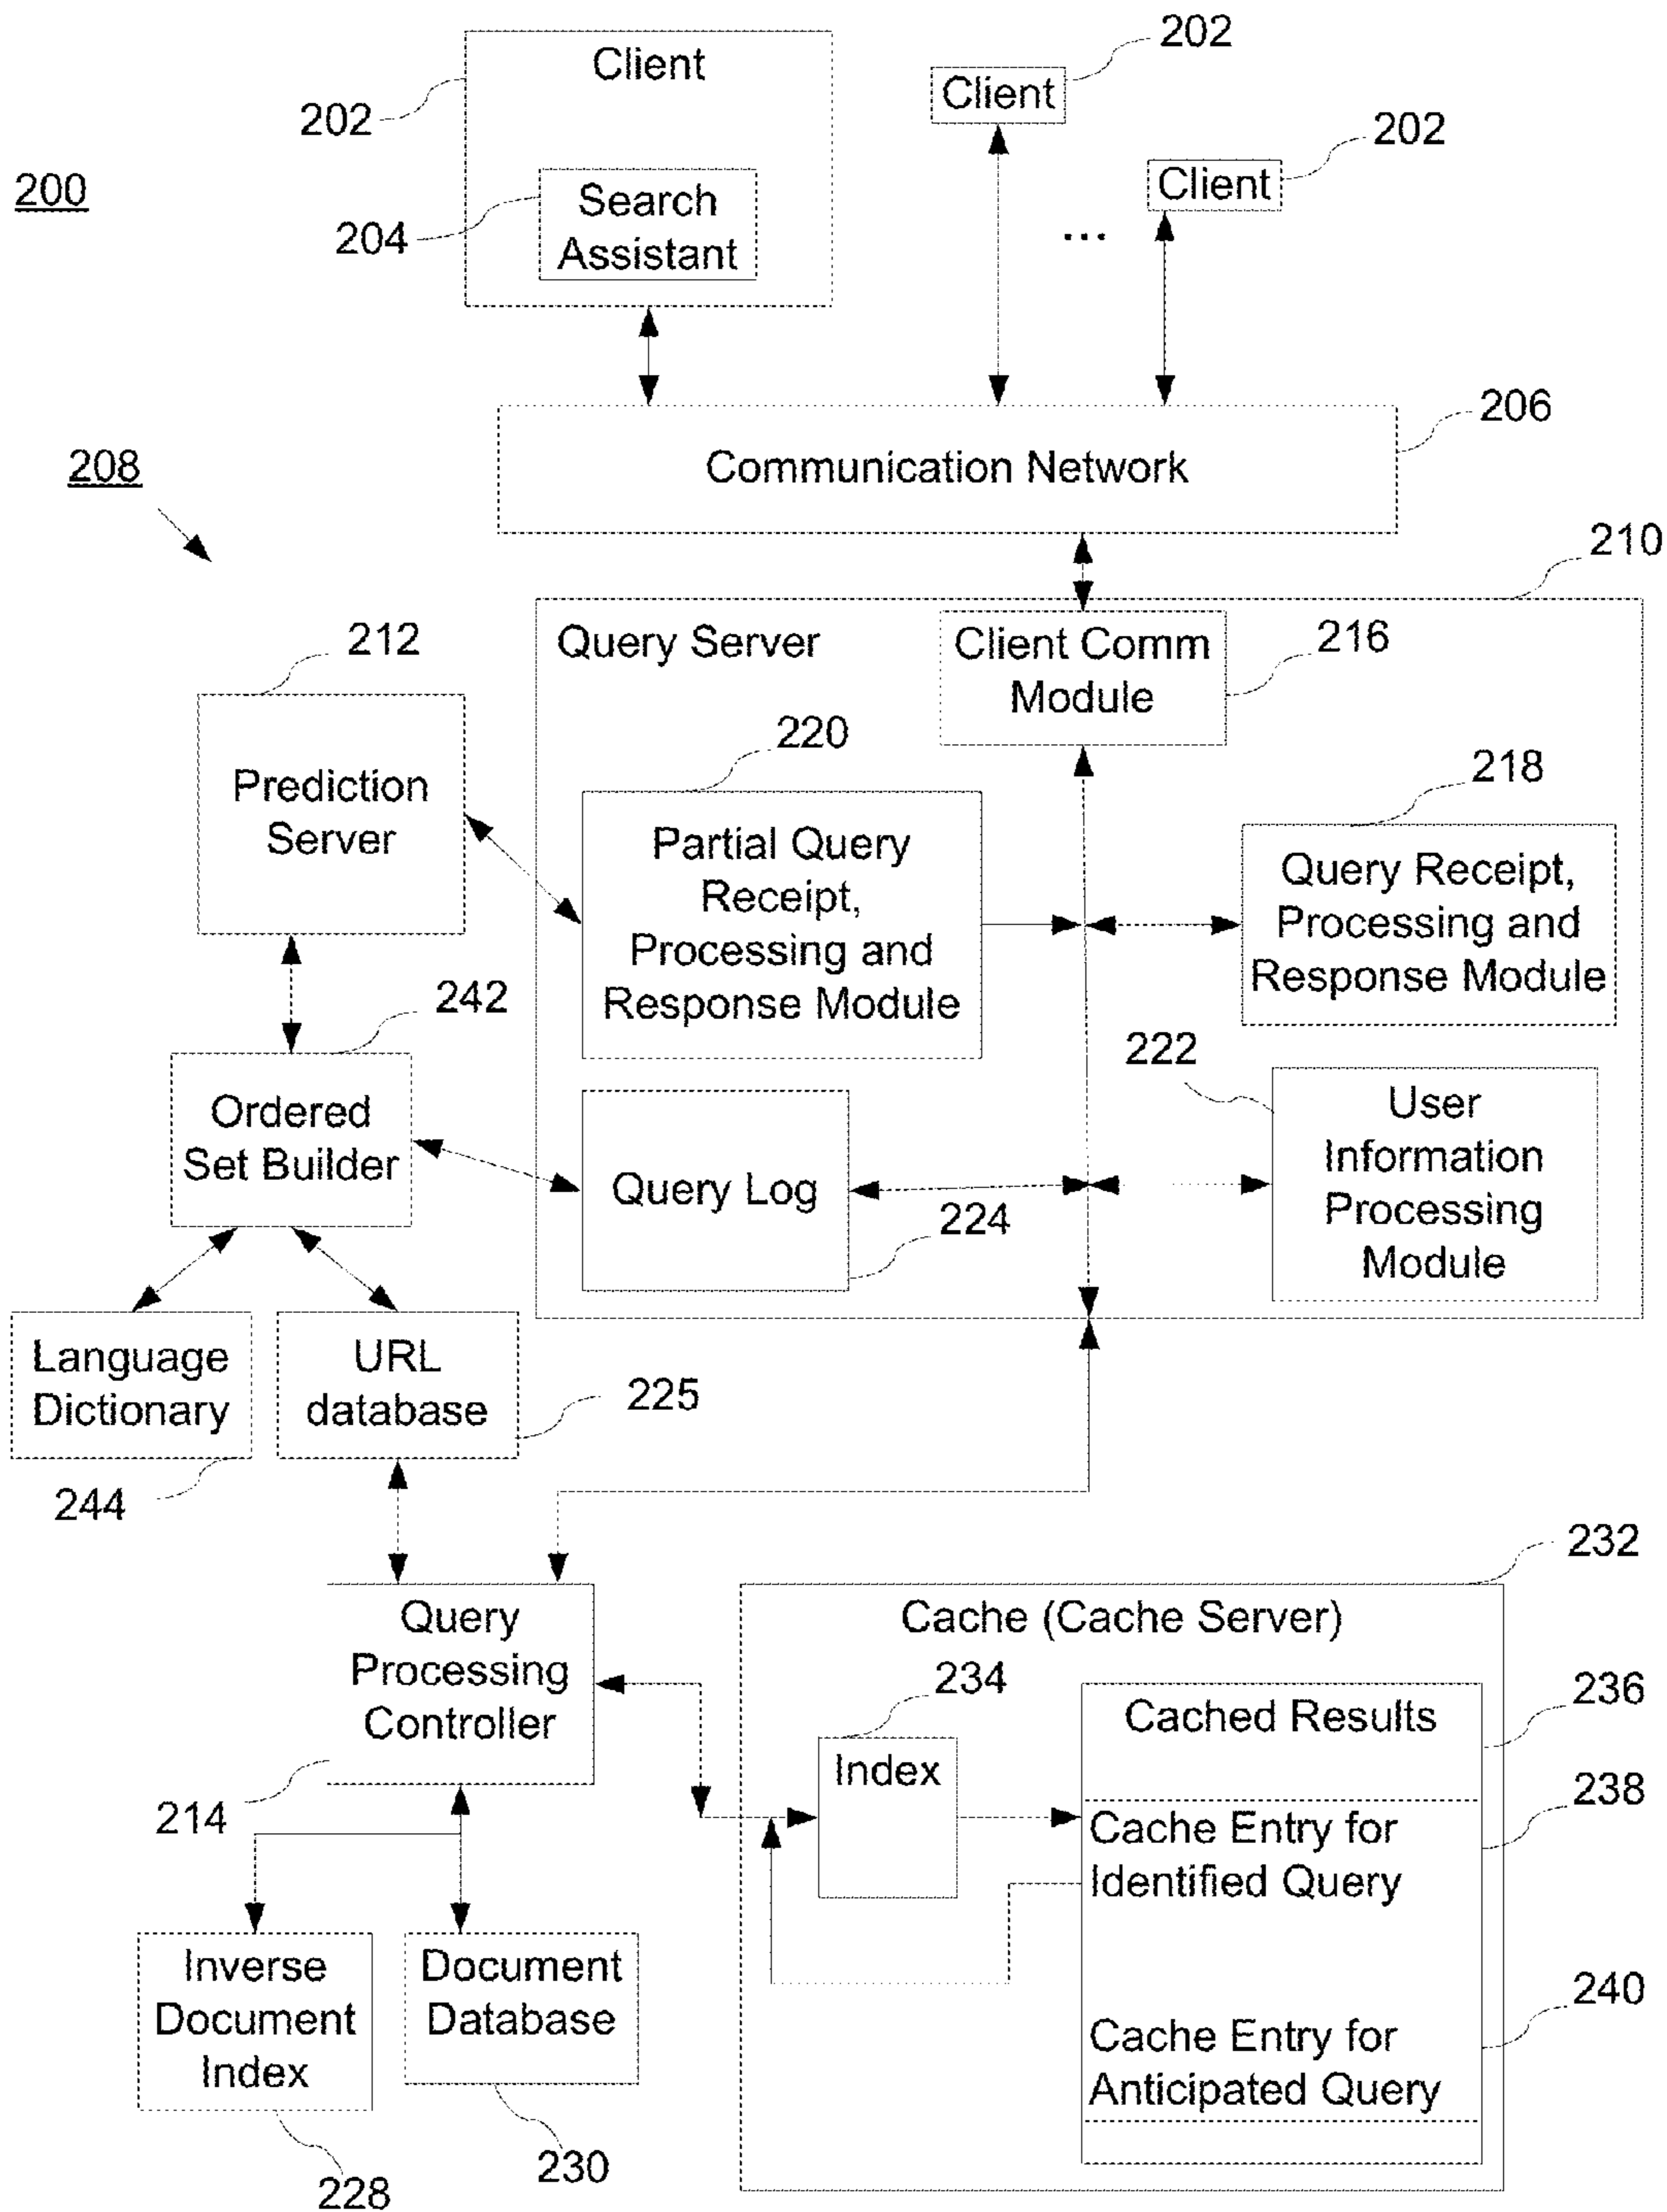 200
Client
202
Search
Assistant
204
Client
202
Client
202
...
Communication Network
206
208
210
Query Server
Client Comm
Module
216
212
Prediction
Server
220
Partial Query
Receipt,
Processing and
Response Module
218
Query Receipt,
Processing and
Response Module
242
Ordered
Set Builder
222
User
Information
Processing
Module
Query Log
224
Language
Dictionary
244
URL
database
225
Query
Processing
Controller
214
232
Cache (Cache Server)
234
Index
Cached Results
236
Cache Entry for
Identified Query
238
Cache Entry for
Anticipated Query
240
Inverse
Document
Index
228
Document
Database
230